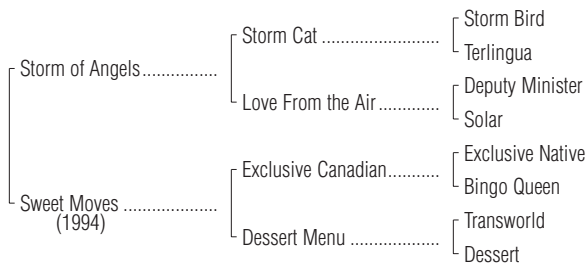 Storm Bird
Storm Cat ........................
Terlingua
Storm of Angels................
Deputy Minister
Love From the Air.............
Solar
Exclusive Native
Exclusive Canadian...........
Bingo Queen
Sweet Moves ...................
(1994)
Transworld
Dessert Menu ..................
Dessert